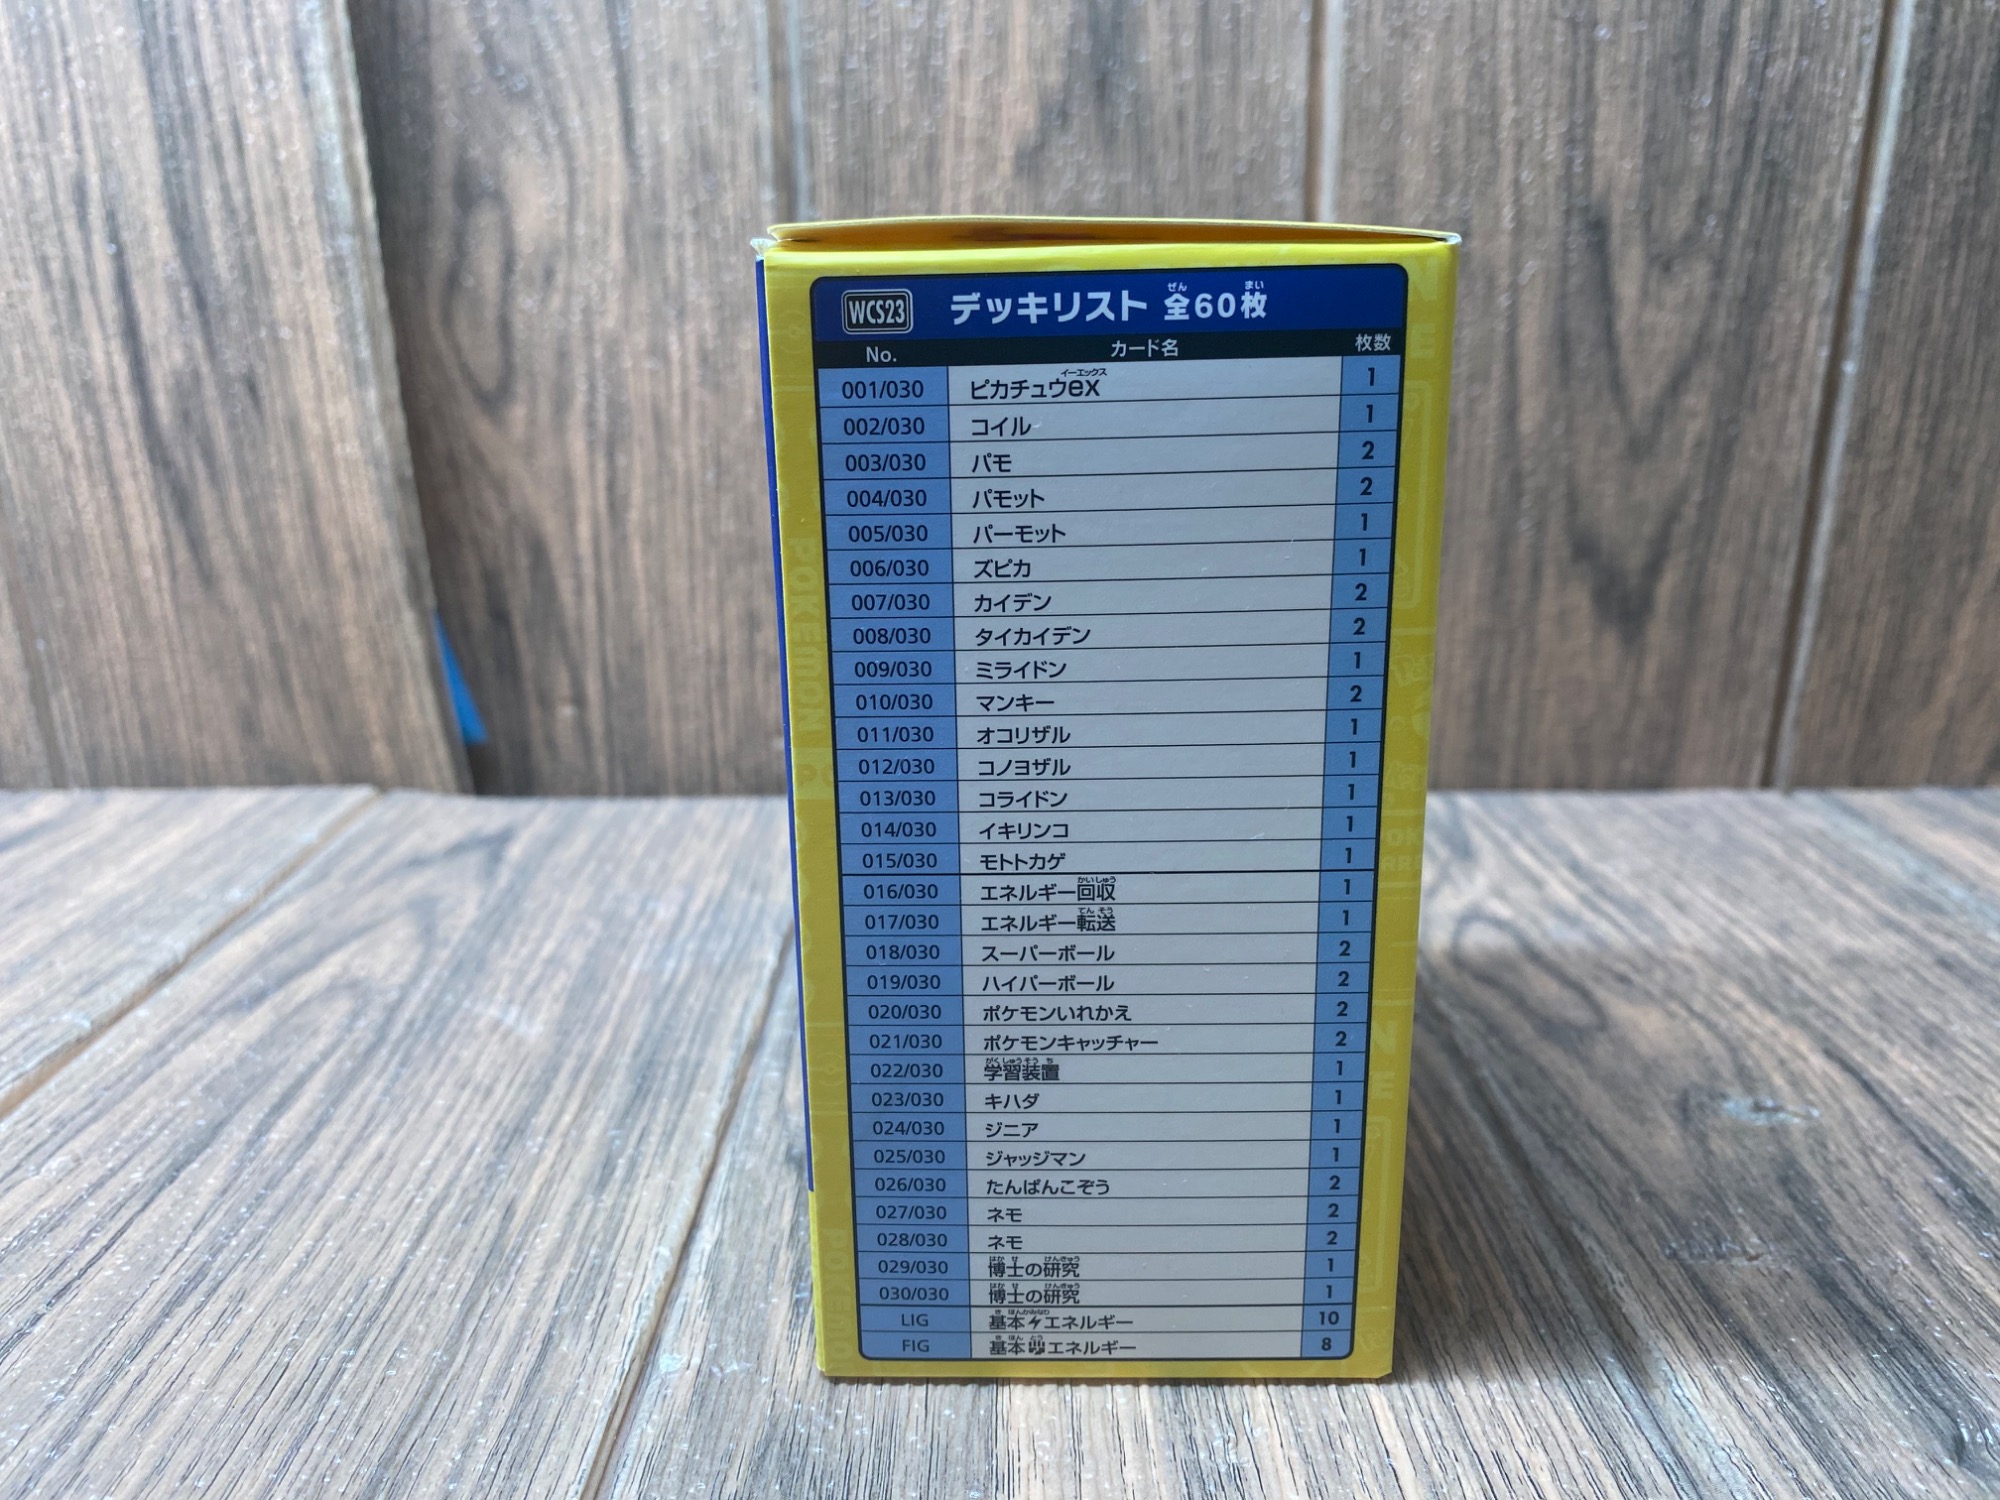 WCS23 デッキリスト 全60枚
No. カード名 枚数
001/030 ピカチュウex 1
002/030 コイル 1
003/030 パモ 2
004/030 パモット 2
005/030 パーモット 1
006/030 ズピカ 1
007/030 カイデン 2
008/030 タイカイデン 2
009/030 ミライドン 1
010/030 マンキー 2
011/030 オコリザル 1
012/030 コノヨザル 1
013/030 コライドン 1
014/030 イキリンコ 1
015/030 モトトカゲ 1
016/030 エネルギー回収 1
017/030 エネルギー転送 1
018/030 スーパーボール 2
019/030 ハイパーボール 2
020/030 ポケモンいれかえ 2
021/030 ポケモンキャッチャー 2
022/030 学習装置 1
023/030 キハダ 1
024/030 ジニア 1
025/030 ジャッジマン 1
026/030 たんぱんこぞう 2
027/030 ネモ 2
028/030 ネモ 2
029/030 博士の研究 1
030/030 博士の研究 1
LIG 基本エネルギー 10
FIG 基本エネルギー 8